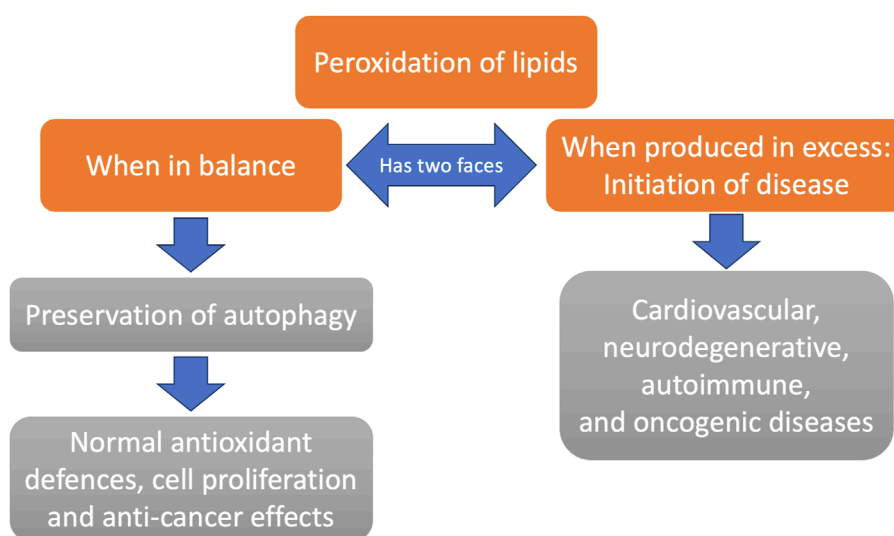 Peroxidation of lipids
When in balance
Has two faces
When produced in excess:
Initiation of disease
Preservation of autophagy
Cardiovascular,
neurodegenerative,
autoimmune,
and oncogenic diseases
Normal antioxidant
defences, cell proliferation
and anti-cancer effects